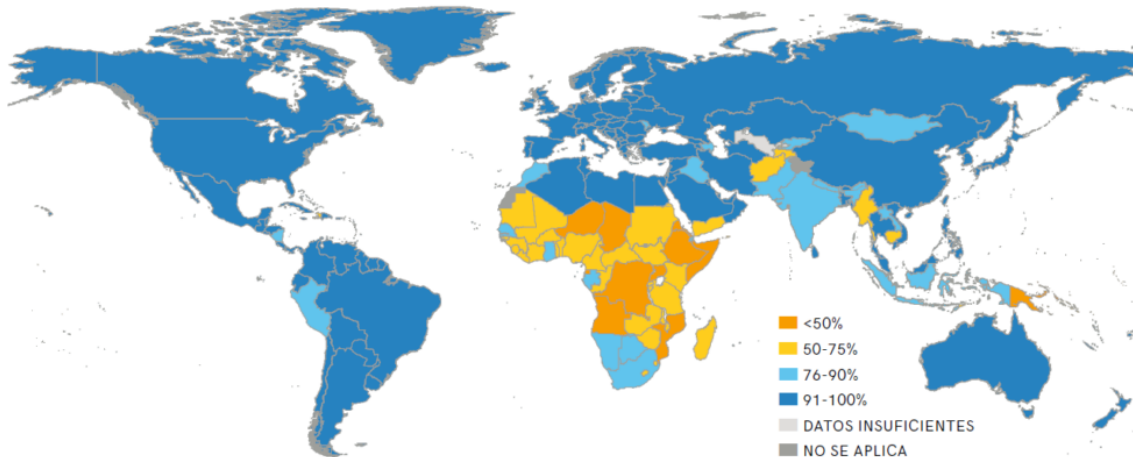 <50%
50-75%
76-90%
91-100%
DATOS INSUFICIENTES
NO SE APLICA